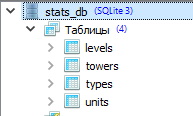 stats_db (SQLite 3)
Таблицы (4)
levels
towers
types
units